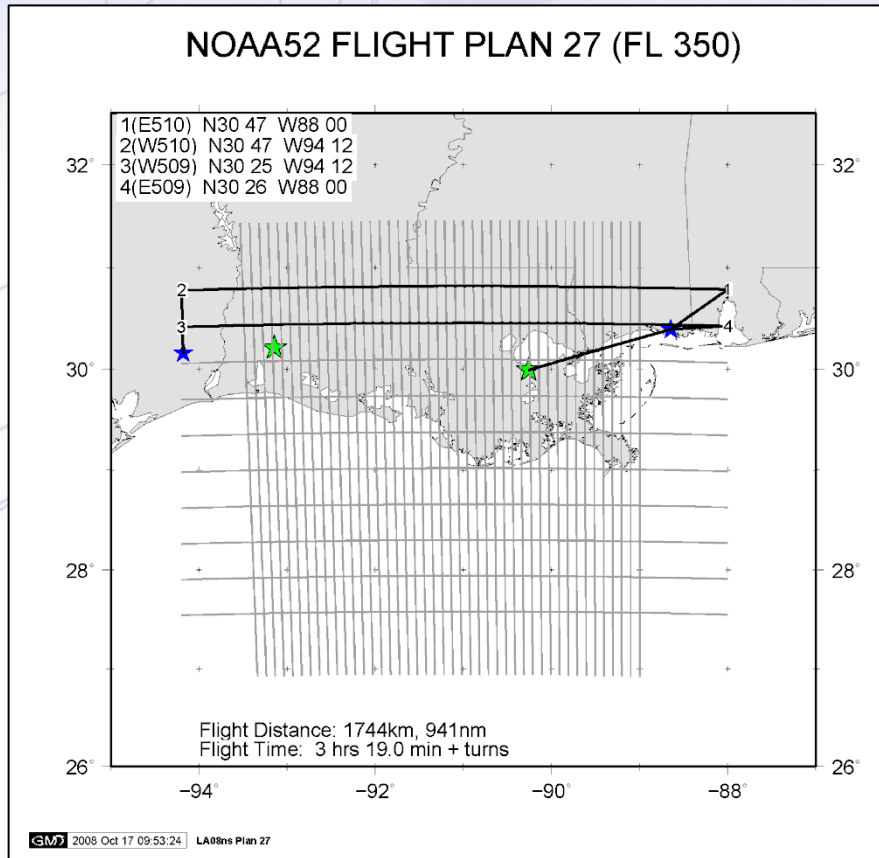 NOAA52 FLIGHT PLAN 27 (FL 350)
1(E510) N30 47 W88 00
2(W510) N30 47 W94 12
3(W509) N30 25 W94 12
4(E509) N30 26 W88 00
32° 32°
2 1
3 4
30° 30°
28° 28°
Flight Distance: 1744km, 941nm
Flight Time: 3 hrs 19.0 min + turns
26° 26°
−94 −92 −90 −88
GMD 2008 Oct 17 09:53:24 LA08ns Plan 27